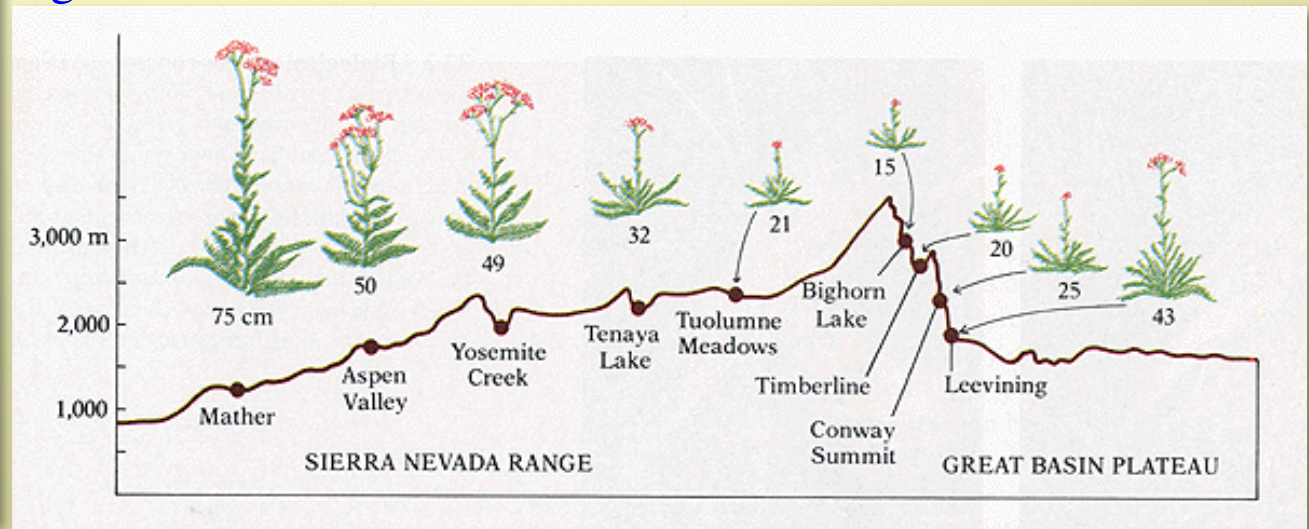 75 cm
50
49
32
21
15
20
25
43
3,000 m
2,000
1,000
Mather
Aspen
Valley
Yosemite
Creek
Tenaya
Lake
Tuolumne
Meadows
Bighorn
Lake
Timberline
Conway
Summit
Leevining
SIERRA NEVADA RANGE
GREAT BASIN PLATEAU